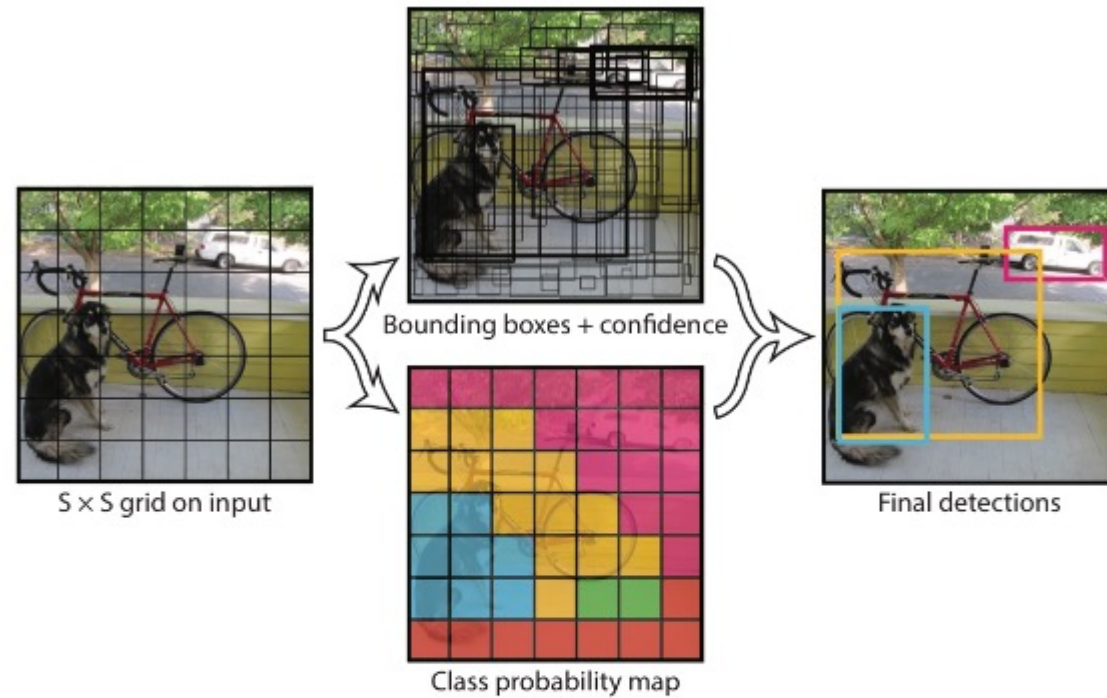 Bounding boxes + confidence
S × S grid on input
Final detections
Class probability map